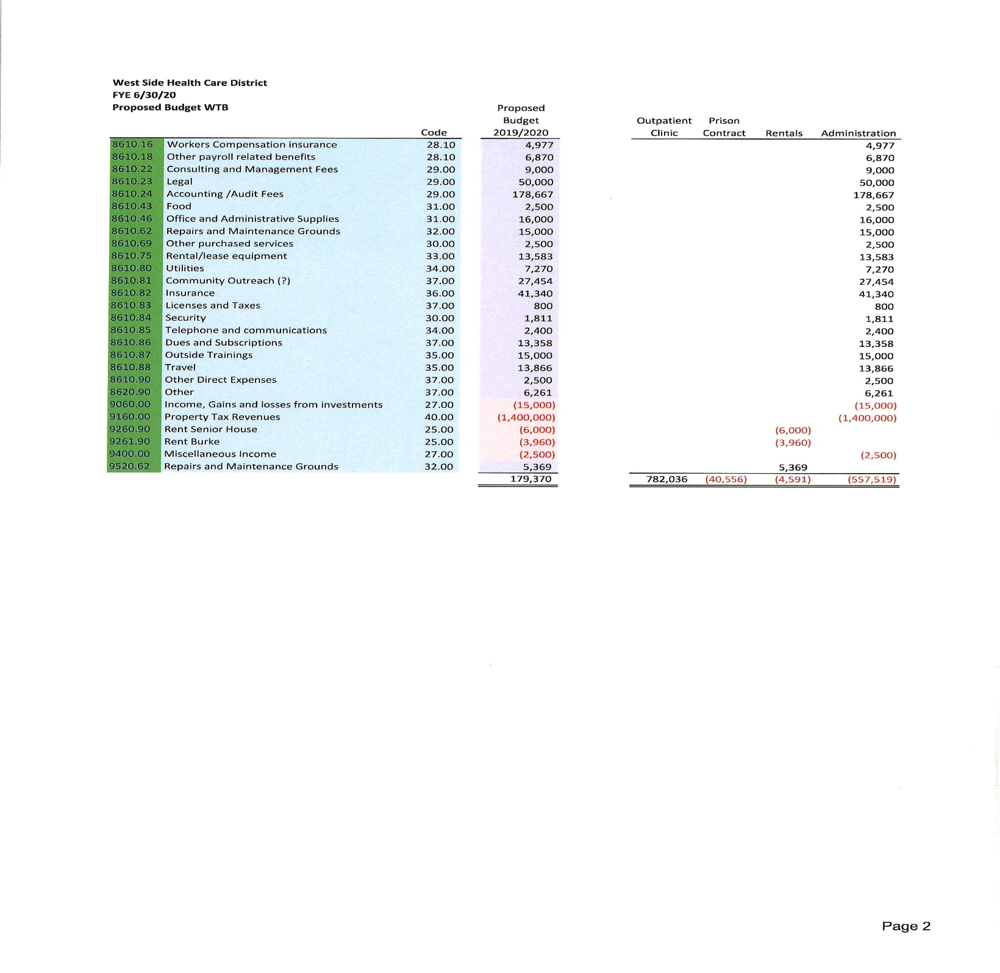 West Side Health Care District
FYE 6/30/20
Proposed Budget WTB
Proposed
Budget
Outpatient Prison
Code 2019/2020 Clinic Contract Rentals Administration
8610.16 Workers Compensation insurance 28.10 4,977 4,977
8610.18 Other payroll related benefits 28.10 6,870 6,870
8610.22 Consulting and Management Fees 29.00 9,000 9,000
8610.23 Legal 29.00 50,000 50,000
8610.24 Accounting /Audit Fees 29.00 178,667 178,667
8610.43 Food 31.00 2,500 2,500
8610.46 Office and Administrative Supplies 31.00 16,000 16,000
8610.62 Repairs and Maintenance Grounds 32.00 15,000 15,000
8610.69 Other purchased services 30.00 2,500 2,500
8610.75 Rental/lease equipment 33.00 13,583 13,583
8610.80 Utilities 34.00 7,270 7,270
8610.81 Community Outreach (?) 37.00 27,454 27,454
8610.82 Insurance 36.00 41,340 41,340
8610.83 Licenses and Taxes 37.00 800 800
8610.84 Security 30.00 1,811 1,811
8610.85 Telephone and communications 34.00 2,400 2,400
8610.86 Dues and Subscriptions 37.00 13,358 13,358
8610.87 Outside Trainings 35.00 15,000 15,000
8610.88 Travel 35.00 13,866 13,866
8610.90 Other Direct Expenses 37.00 2,500 2,500
8620.90 Other 37.00 6,261 6,261
9060.00 Income, Gains and losses from investments 27.00 (15,000) (15,000)
9160.00 Property Tax Revenues 40.00 (1,400,000) (1,400,000)
9260.90 Rent Senior House 25.00 (6,000) (6,000)
9261.90 Rent Burke 25.00 (3,960) (3,960)
9400.00 Miscellaneous Income 27.00 (2,500) (2,500)
9520.62 Repairs and Maintenance Grounds 32.00 5,369 5,369
179,370 782,036 (40,556) (4,591) (557,519)
Page 2